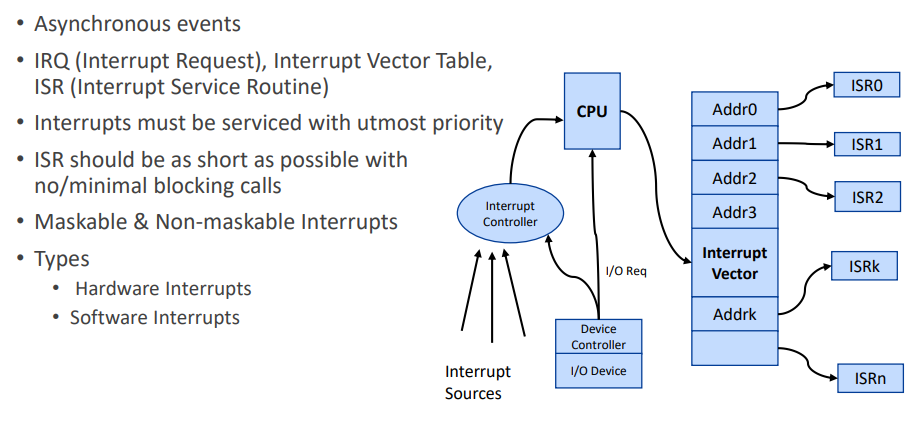 • Asynchronous events
• IRQ (Interrupt Request), Interrupt Vector Table,
ISR (Interrupt Service Routine)
• Interrupts must be serviced with utmost priority
• ISR should be as short as possible with
no/minimal blocking calls
• Maskable & Non-maskable Interrupts
• Types
• Hardware Interrupts
• Software Interrupts
CPU
Interrupt
Controller
I/O Req
Device
Controller
I/O Device
Interrupt
Sources
Addr0
Addr1
Addr2
Addr3
Interrupt
Vector
Addrk
ISR0
ISR1
ISR2
ISRk
ISRn